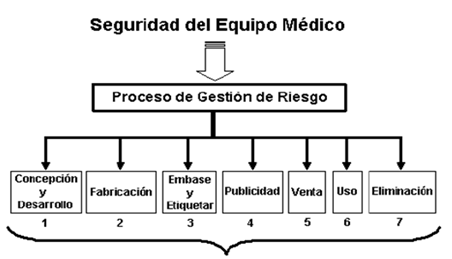 Seguridad del Equipo Médico
Proceso de Gestión de Riesgo
Concepción
y
Desarrollo
Fabricación
Embase
y
Etiquetar
Publicidad
Venta
Uso
Eliminación
1 2 3 4 5 6 7